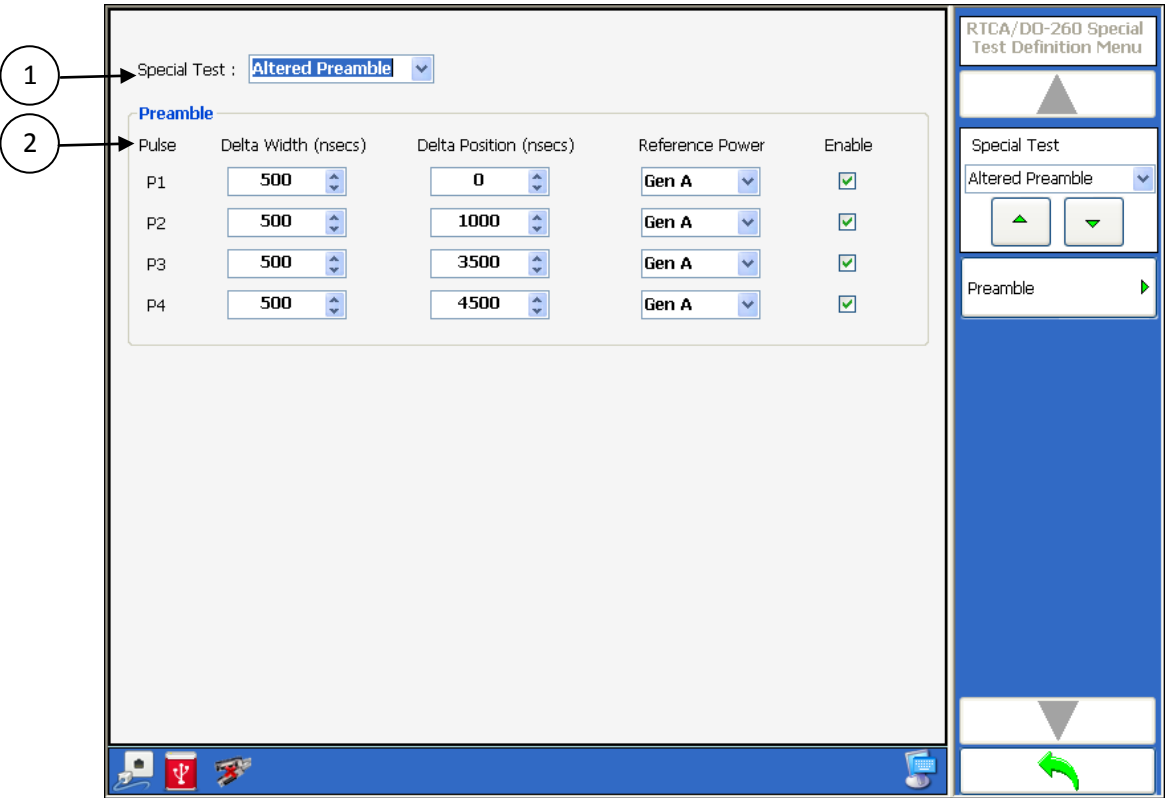 RTCA/DO-260 Special
Test Definition Menu
1
Special Test : Altered Preamble
Preamble
2
Pulse Delta Width (nsecs) Delta Position (nsecs) Reference Power Enable
P1 500 0 Gen A
P2 500 1000 Gen A
P3 500 3500 Gen A
P4 500 4500 Gen A
Special Test
Altered Preamble
Preamble